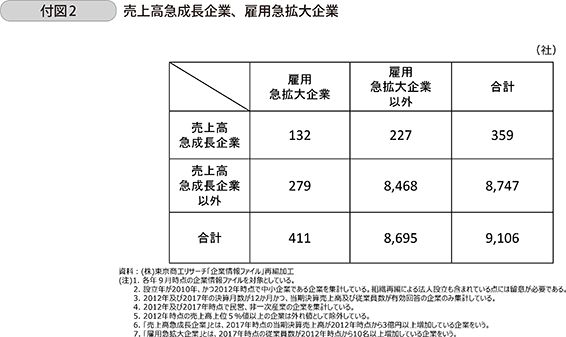 付図2 売上高急成長企業、雇用急拡大企業
（社）
雇用
急拡大企業
雇用
急拡大企業
以外
合計
売上高
急成長企業
132 227 359
売上高
急成長企業
以外
279 8,468 8,747
合計 411 8,695 9,106
資料：(株)東京商工リサーチ「企業情報ファイル」再編加工
(注)1. 各年９月時点の企業情報ファイルを対象としている。
2. 設立年が2010年、かつ2012年時点で中小企業である企業を集計している。組織再編による法人設立も含まれている点には留意が必要である。
3. 2012年及び2017年の決算月数が12か月かつ、当期決算売上高及び従業員数が有効回答の企業のみ集計している。
4. 2012年及び2017年時点で民営、非一次産業の企業を集計している。
5. 2012年時点の売上高上位５％値以上の企業は外れ値として除外している。
6.「売上高急成長企業」とは、2017年時点の当期決算売上高が2012年時点から3億円以上増加している企業をいう。
7.「雇用急拡大企業」とは、2017年時点の従業員数が2012年時点から10名以上増加している企業をいう。